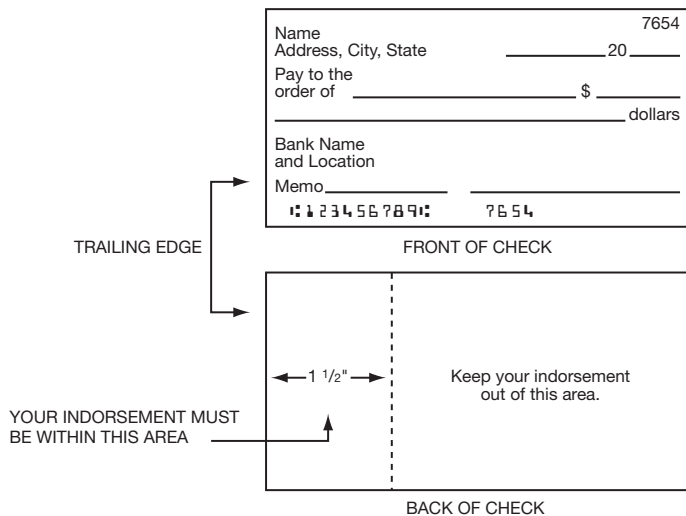 7654
Name
Address, City, State 20
Pay to the
order of $
dollars
Bank Name
and Location
Memo
⑆123456789⑆ 7654
TRAILING EDGE
FRONT OF CHECK
1 1/2"
Keep your indorsement
out of this area.
YOUR INDORSEMENT MUST
BE WITHIN THIS AREA
BACK OF CHECK